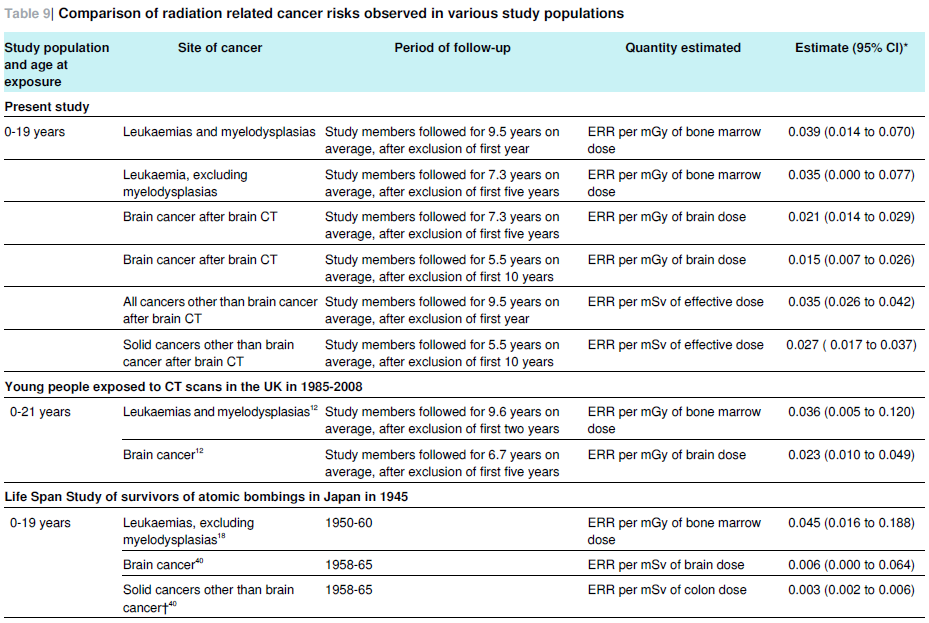 Table 9| Comparison of radiation related cancer risks observed in various study populations
Study population and age at exposure Site of cancer Period of follow-up Quantity estimated Estimate (95% CI)*
Present study
0-19 years Leukaemias and myelodysplasias Study members followed for 9.5 years on ERR per mGy of bone marrow 0.039 (0.014 to 0.070)
average, after exclusion of first year dose
Leukaemia, excluding Study members followed for 7.3 years on ERR per mGy of bone marrow 0.035 (0.000 to 0.077)
myelodysplasias average, after exclusion of first five years dose
Brain cancer after brain CT Study members followed for 7.3 years on ERR per mGy of brain dose 0.021 (0.014 to 0.029)
average, after exclusion of first five years
Brain cancer after brain CT Study members followed for 5.5 years on ERR per mGy of brain dose 0.015 (0.007 to 0.026)
average, after exclusion of first 10 years
All cancers other than brain cancer Study members followed for 9.5 years on ERR per mSv of effective dose 0.035 (0.026 to 0.042)
after brain CT average, after exclusion of first year
Solid cancers other than brain Study members followed for 5.5 years on ERR per mSv of effective dose 0.027 ( 0.017 to 0.037)
cancer after brain CT average, after exclusion of first 10 years
Young people exposed to CT scans in the UK in 1985-2008
0-21 years Leukaemias and myelodysplasias12 Study members followed for 9.6 years on ERR per mGy of bone marrow 0.036 (0.005 to 0.120)
average, after exclusion of first two years dose
Brain cancer12 Study members followed for 6.7 years on ERR per mGy of brain dose 0.023 (0.010 to 0.049)
average, after exclusion of first five years
Life Span Study of survivors of atomic bombings in Japan in 1945
0-19 years Leukaemias, excluding 1950-60 ERR per mGy of bone marrow 0.045 (0.016 to 0.188)
myelodysplasias18 dose
Brain cancer40 1958-65 ERR per mSv of brain dose 0.006 (0.000 to 0.064)
Solid cancers other than brain 1958-65 ERR per mSv of colon dose 0.003 (0.002 to 0.006)
cancer†40